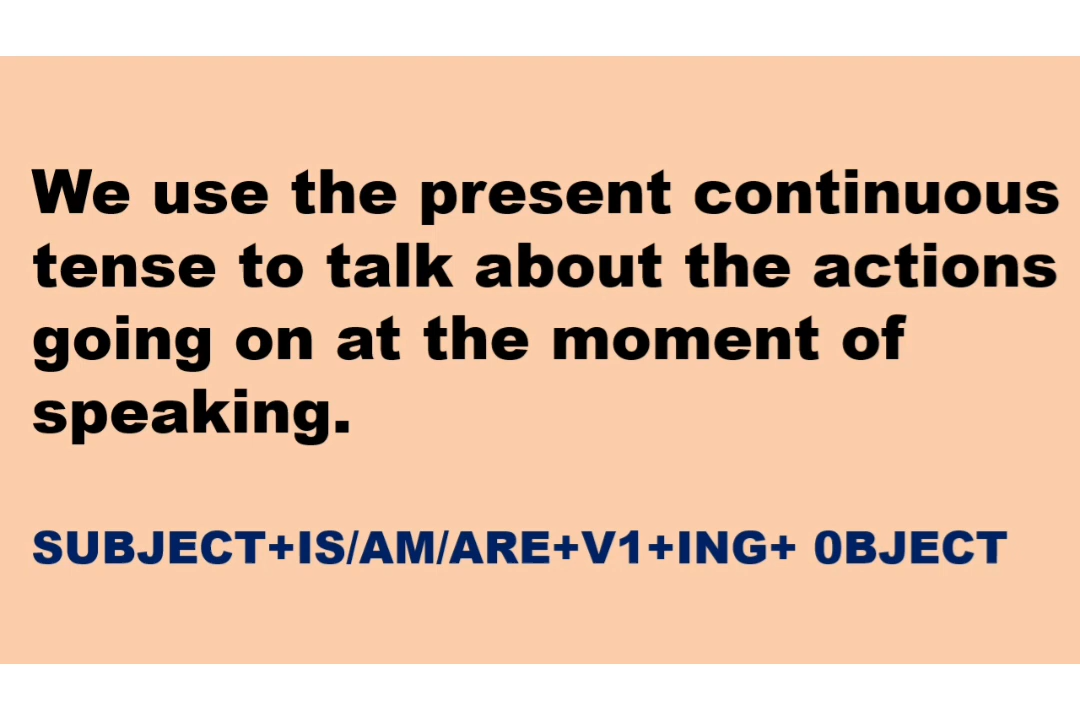 We use the present continuous
tense to talk about the actions
going on at the moment of
speaking.
SUBJECT+IS/AM/ARE+V1+ING+ 0BJECT